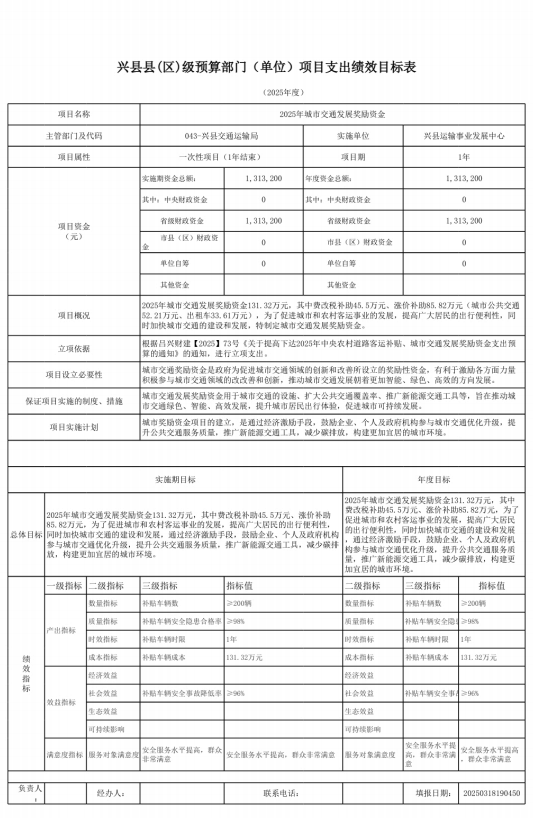 兴县县(区)级预算部门（单位）项目支出绩效目标表
（2025年度）
项目名称 2025年城市交通发展奖励资金
主管部门及代码 043-兴县交通运输局 实施单位 兴县运输事业发展中心
项目属性 一次性项目（1年结束） 项目期 1年
项目资金
（元）
实施期资金总额： 1,313,200 年度资金总额： 1,313,200
其中：中央财政资金 0 其中：中央财政资金 0
省级财政资金 1,313,200 省级财政资金 1,313,200
市县（区）财政资
金 0 市县（区）财政资金 0
单位自筹 0 单位自筹 0
其他资金 其他资金
项目概况
2025年城市交通发展奖励资金131.32万元，其中费改税补助45.5万元、涨价补助85.82万元（城市公共交通
52.21万元、出租车33.61万元），为了促进城市和农村客运事业的发展，提高广大居民的出行便利性，同
时加快城市交通的建设和发展，特制定城市交通发展奖励资金。
立项依据
根据吕兴财建【2025】73号《关于提高下达2025年中央农村道路客运补贴、城市交通发展奖励资金支出预
算的通知》的通知，进行立项支出。
项目设立必要性
城市交通奖励资金是政府为促进城市交通领域的创新和改善所设立的奖励性资金，有利于激励各方面力量
积极参与城市交通领域的改改善和创新，推动城市交通发展朝着更加智能、绿色、高效的方向发展。
保证项目实施的制度、措施
城市交通发展奖励资金用于城市交通的设施、扩大公共交通覆盖率、推广新能源交通工具等，旨在推动城
市交通绿色、智能、高效发展，提升城市居民出行体验，促进城市可持续发展。
项目实施计划
城市奖励资金项目的建立，是通过经济激励手段，鼓励企业、个人及政府机构参与城市交通优化升级，提
升公共交通服务质量，推广新能源交通工具，减少碳排放，构建更加宜居的城市环境。
实施期目标 年度目标
总体目标
2025年城市交通发展奖励资金131.32万元，其中费改税补助45.5万元、涨价补助
85.82万元，为了促进城市和农村客运事业的发展，提高广大居民的出行便利性，
同时加快城市交通的建设和发展，通过经济激励手段，鼓励企业、个人及政府机构
参与城市交通优化升级，提升公共交通服务质量，推广新能源交通工具，减少碳排
放，构建更加宜居的城市环境。
2025年城市交通发展奖励资金131.32万元，其中
费改税补助45.5万元、涨价补助85.82万元，为了
促进城市和农村客运事业的发展，提高广大居民
的出行便利性，同时加快城市交通的建设和发展
，通过经济激励手段，鼓励企业、个人及政府机
构参与城市交通优化升级，提升公共交通服务质
量，推广新能源交通工具，减少碳排放，构建更
加宜居的城市环境。
绩效指标
一级指标 二级指标 三级指标 指标值 二级指标 三级指标 指标值
产出指标
数量指标 补贴车辆数 ≥200辆 数量指标 补贴车辆数 ≥200辆
质量指标 补贴车辆安全隐患合格率 ≥98% 质量指标 补贴车辆安全隐 ≥98%
时效指标 补贴车辆时限 1年 时效指标 补贴车辆时限 1年
成本指标 补贴车辆成本 131.32万元 成本指标 补贴车辆成本 131.32万元
效益指标
经济效益 经济效益
社会效益 补贴车辆安全事故降低率 ≥96% 社会效益 补贴车辆安全事 ≥96%
生态效益 生态效益
可持续影响 可持续影响
满意度指标 服务对象满意度 安全服务水平提高，群众
非常满意 安全服务水平提高，群众非常满意 服务对象满意度 安全服务水平提
高，群众非常满
意 安全服务水平提高
，群众非常满意
负责人
： 经办人： 联系电话： 填报日期： 20250318190450